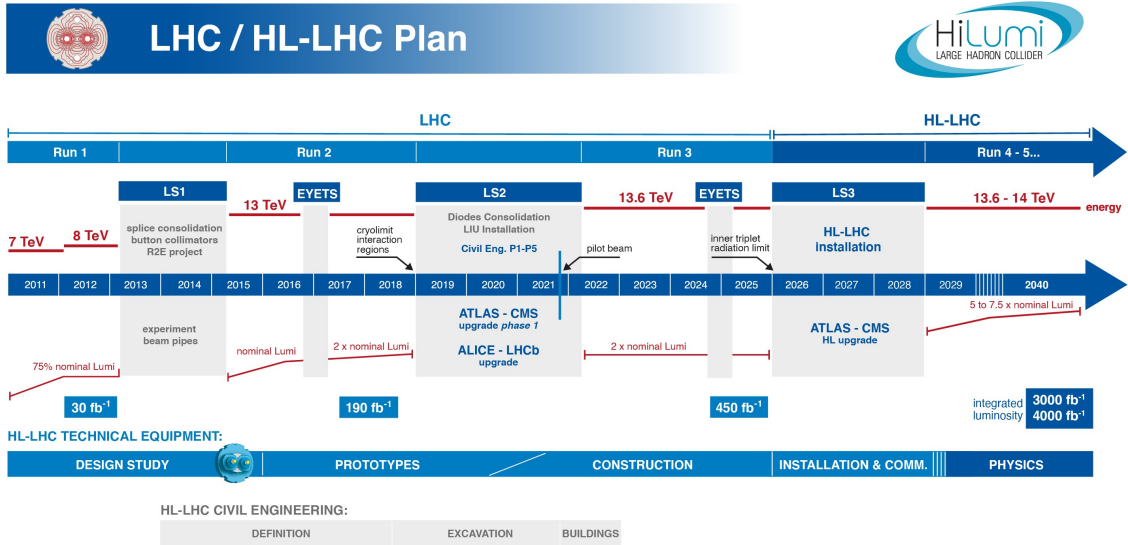 LHC / HL-LHC Plan
HiLumi
LARGE HADRON COLLIDER
LHC
HL-LHC
Run 1
Run 2
Run 3
Run 4 - 5...
LS1
EYETS
LS2
EYETS
LS3
13 TeV
13.6 TeV
13.6 - 14 TeV
energy
7 TeV
8 TeV
splice consolidation
button collimators
R2E project
cryolimit
interaction
regions
Diodes Consolidation
LIU Installation
Civil Eng. P1-P5
pilot beam
inner triplet
radiation limit
HL-LHC
installation
2011
2012
2013
2014
2015
2016
2017
2018
2019
2020
2021
2022
2023
2024
2025
2026
2027
2028
2029
2040
5 to 7.5 x nominal Lumi
experiment
beam pipes
ATLAS - CMS
upgrade phase 1
ALICE - LHCb
upgrade
ATLAS - CMS
HL upgrade
75% nominal Lumi
nominal Lumi
2 x nominal Lumi
2 x nominal Lumi
30 fb⁻¹
190 fb⁻¹
450 fb⁻¹
integrated
luminosity
3000 fb⁻¹
4000 fb⁻¹
HL-LHC TECHNICAL EQUIPMENT:
DESIGN STUDY
PROTOTYPES
CONSTRUCTION
INSTALLATION & COMM.
PHYSICS
HL-LHC CIVIL ENGINEERING:
DEFINITION
EXCAVATION
BUILDINGS